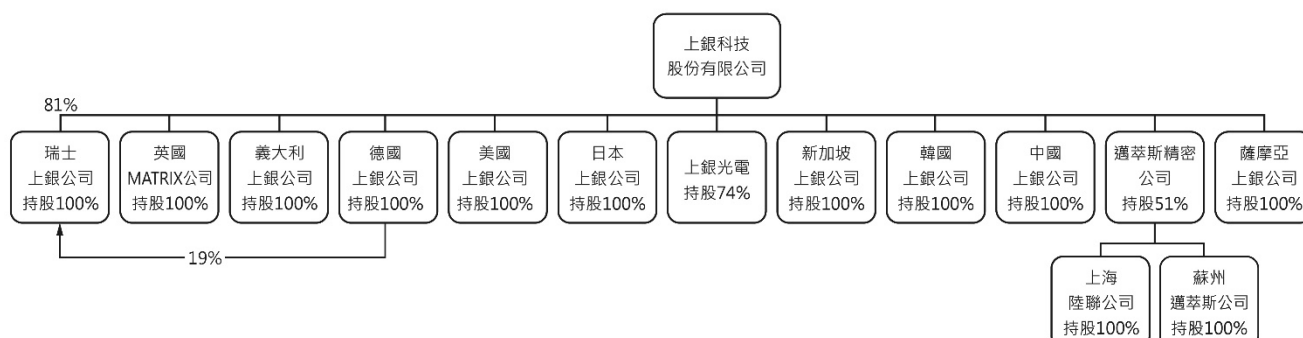 上銀科技
股份有限公司
81%
瑞士
上銀公司
持股100%
英國
MATRIX公司
持股100%
義大利
上銀公司
持股100%
德國
上銀公司
持股100%
美國
上銀公司
持股100%
日本
上銀公司
持股100%
上銀光電
持股74%
新加坡
上銀公司
持股100%
韓國
上銀公司
持股100%
中國
上銀公司
持股100%
邁萃斯精密
公司
持股51%
薩摩亞
上銀公司
持股100%
19%
上海
陸聯公司
持股100%
蘇州
邁萃斯公司
持股100%